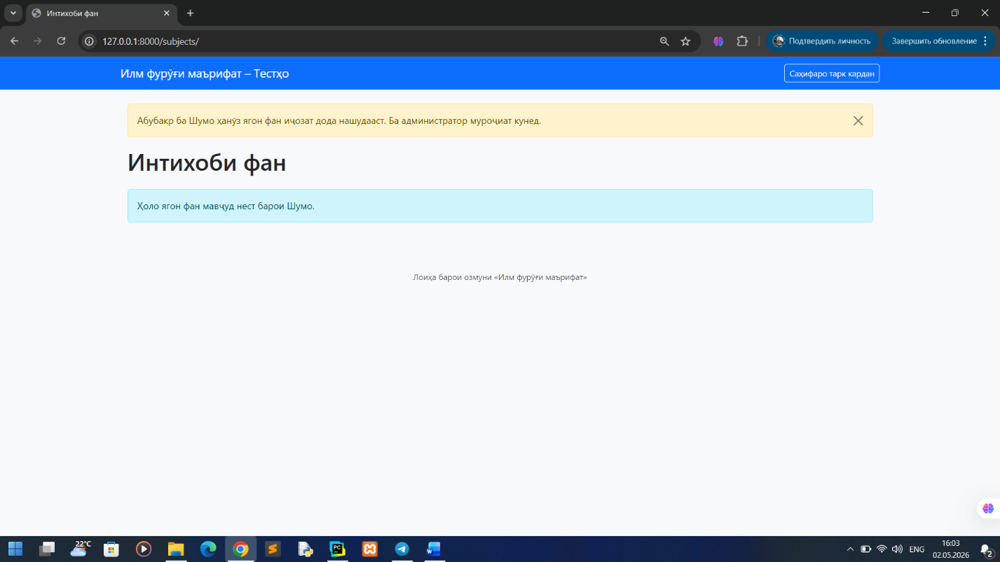 Интихоби фан
127.0.0.1:8000/subjects/
Подтвердить личность
Завершить обновление
Илм фурӯғи маърифат – Тестҳо
Саҳифаро тарк кардан
Абубакр ба Шумо ҳанӯз ягон фан иҷозат дода нашудааст. Ба администратор муроҷиат кунед.
Интихоби фан
Ҳоло ягон фан мавҷуд нест барои Шумо.
Лоиҳа барои озмуни «Илм фурӯғи маърифат»
22°C
PC
W
ENG
16:03
02.05.2026
2